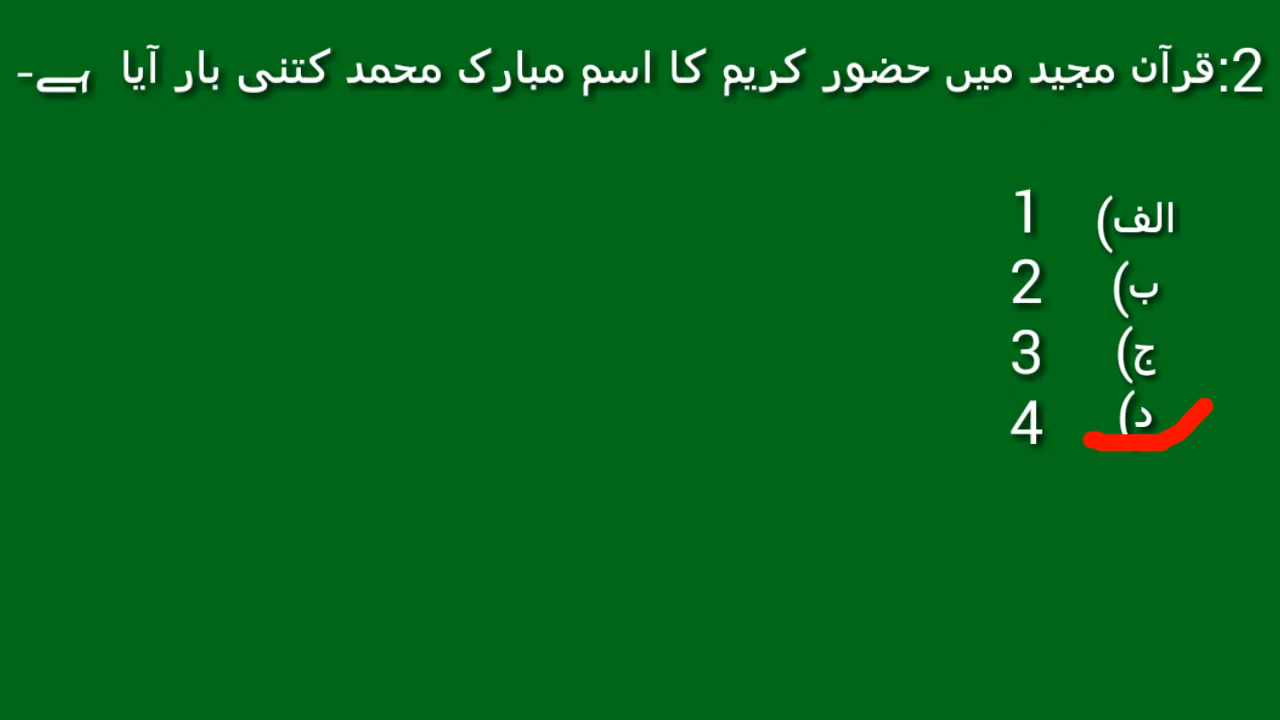 2:قرآن مجید میں حضور کریم کا اسم مبارک محمد کتنی بار آیا ہے۔
الف) 1
ب) 2
ج) 3
د) 4